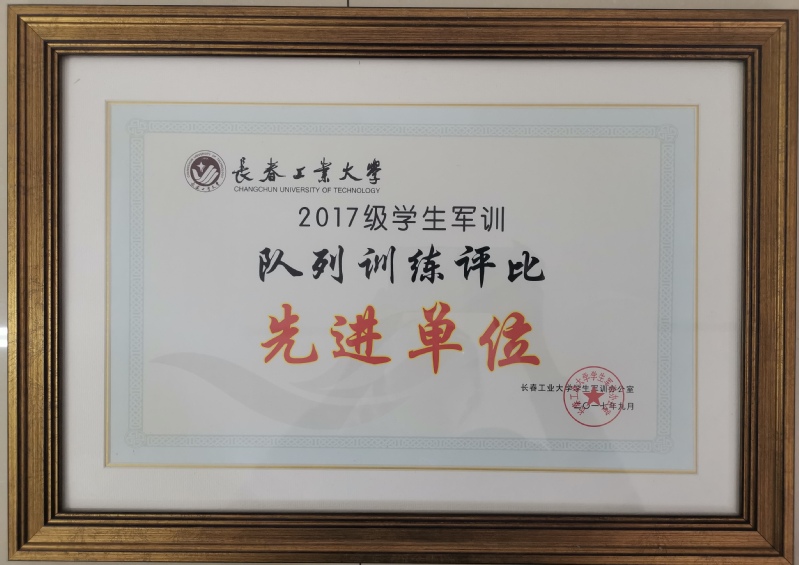 長春工業大學
CHANGCHUN UNIVERSITY OF TECHNOLOGY
2017级学生军训
队列训练评比
先进单位
长春工业大学学生军训办公室
二〇一七年九月